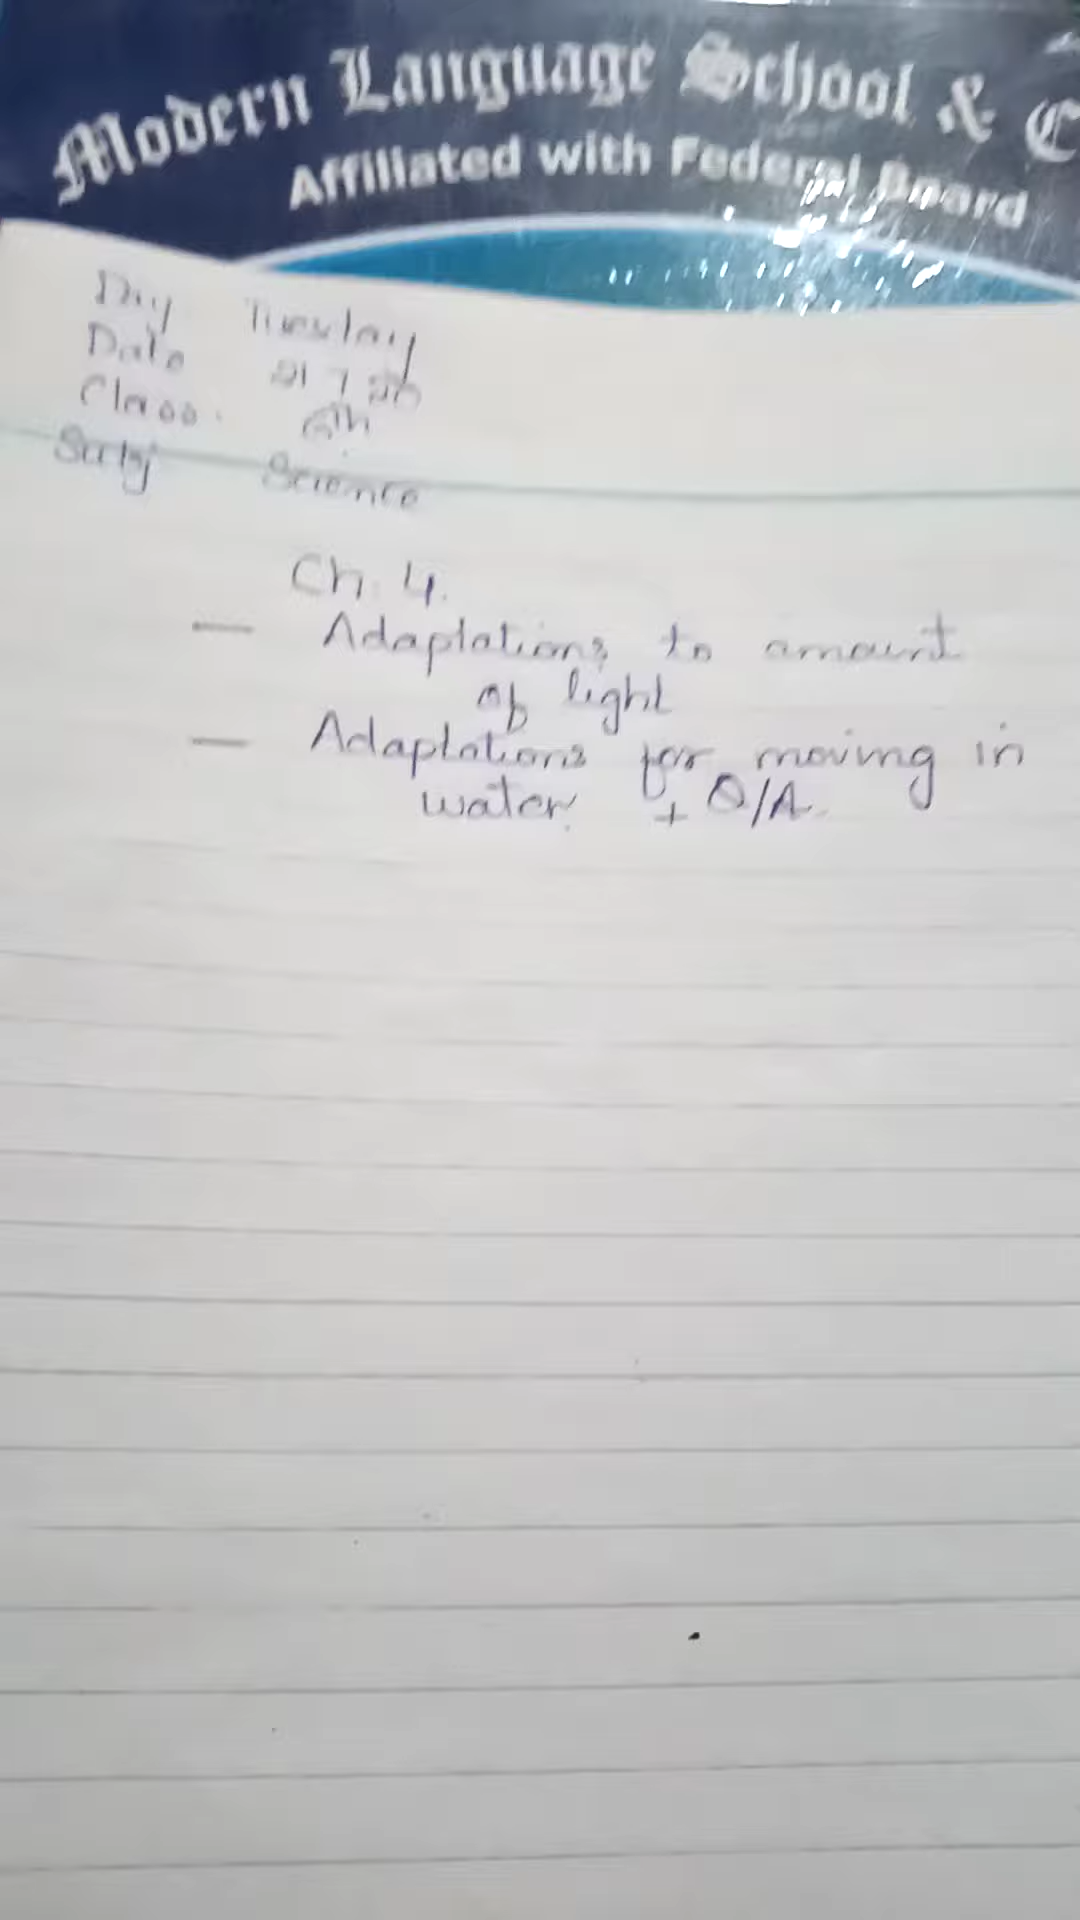 Modern Language School & C
Affiliated with Federal Board
Day Tuesday
Date 21 7 20
Class. 6th
Subj Science
Ch. 4.
— Adaptations to amount
of light
— Adaptations for moving in
water + Q/A.